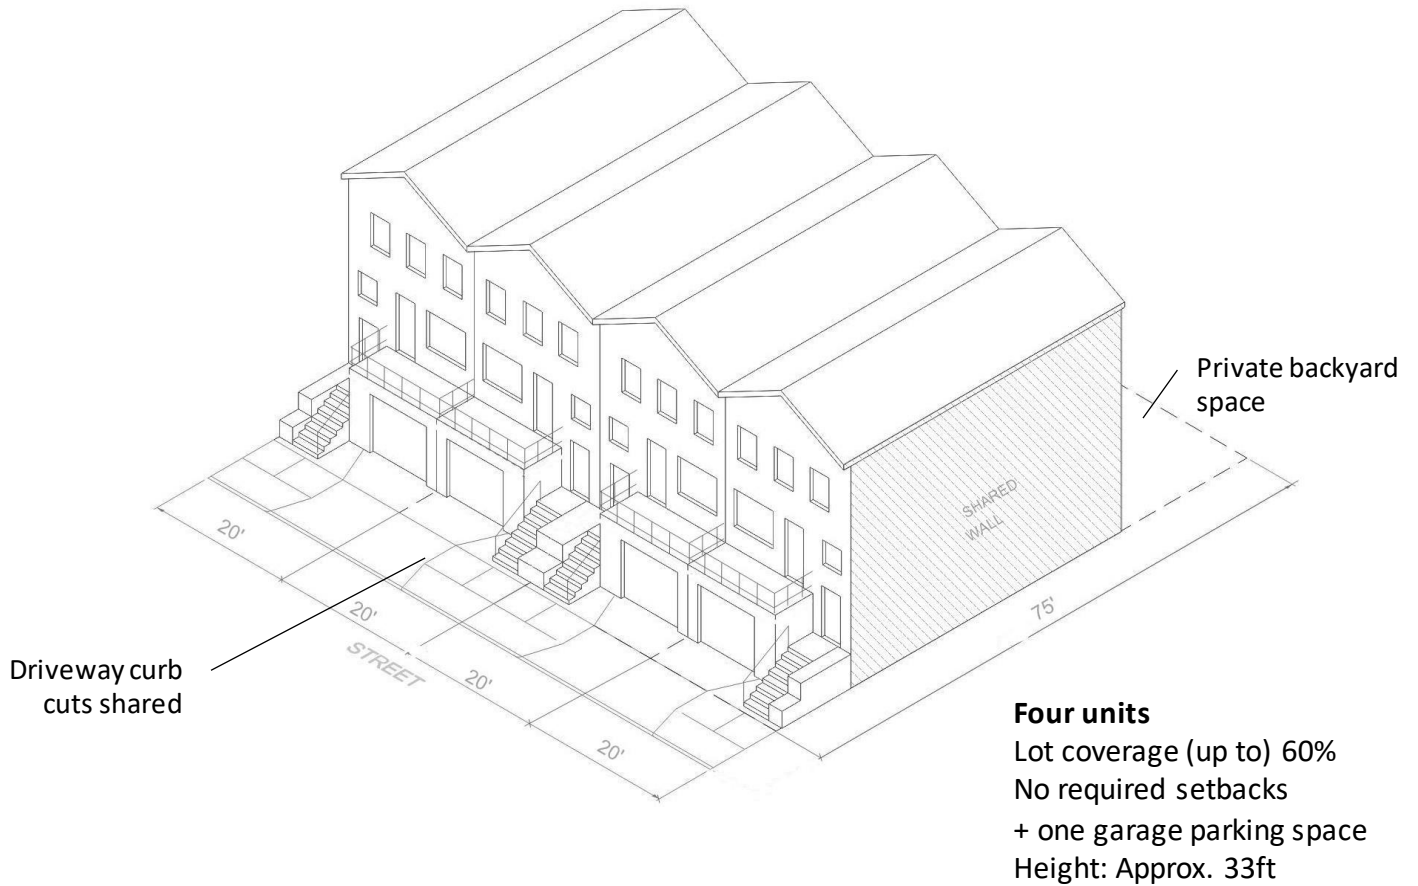 Private backyard
space
SHARED
WALL
20'
75'
20'
STREET
20'
20'
Driveway curb
cuts shared
Four units
Lot coverage (up to) 60%
No required setbacks
+ one garage parking space
Height: Approx. 33ft